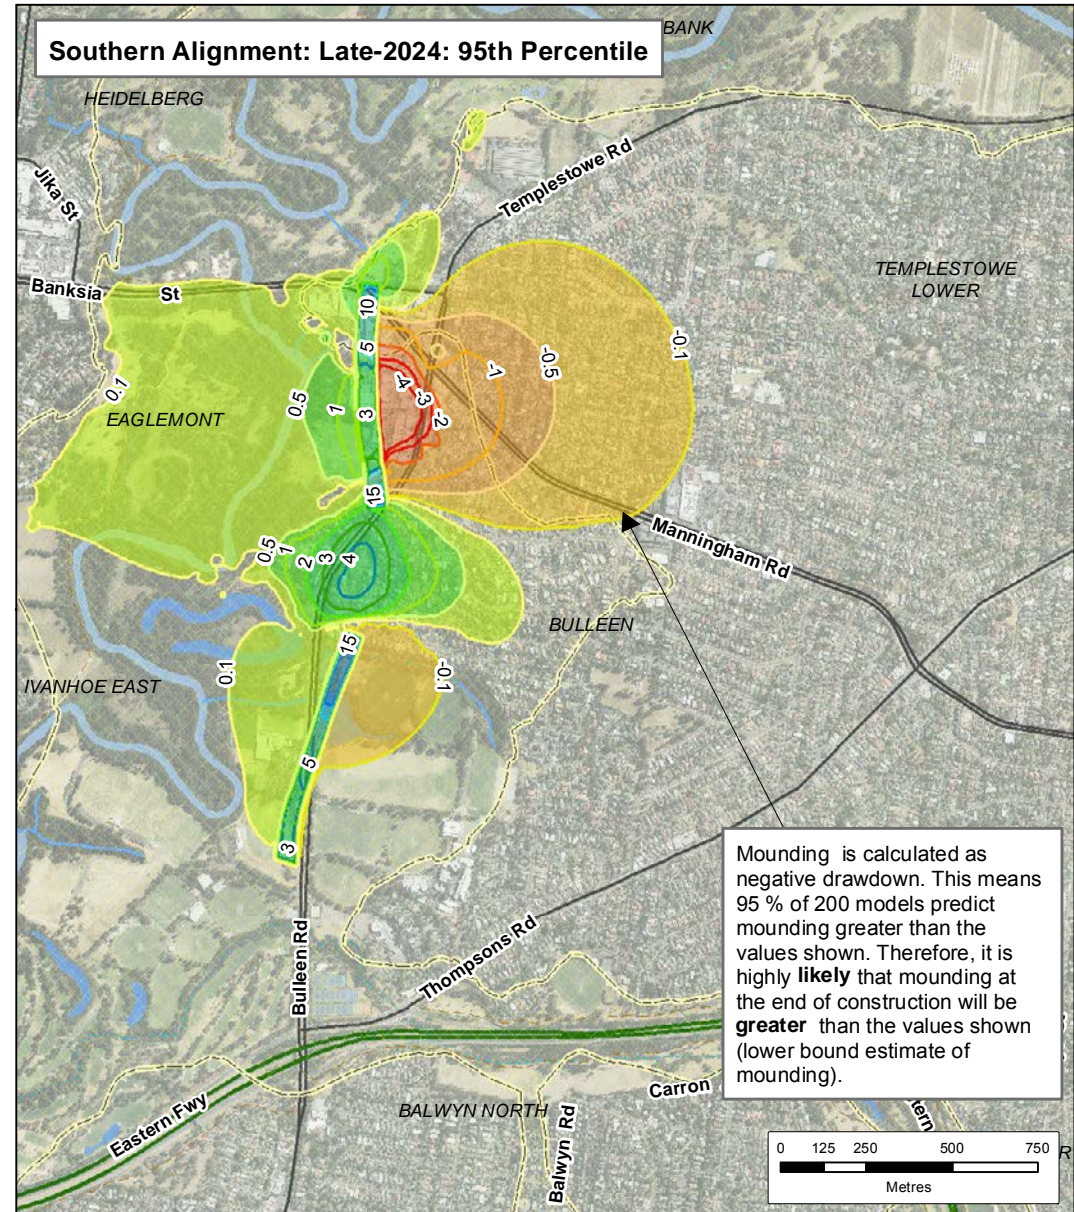 BANK
Southern Alignment: Late-2024: 95th Percentile
HEIDELBERG
Jika St
Templestowe Rd
TEMPLESTOWE
LOWER
Banksia St
10
5
-0.1
-0.5
-1
-4
-3
-2
0.1
0.5
1
3
EAGLEMONT
15
Manningham Rd
0.5
1
2
3
4
BULLEEN
15
0.1
-0.1
IVANHOE EAST
5
3
Mounding is calculated as
negative drawdown. This means
95 % of 200 models predict
mounding greater than the
values shown. Therefore, it is
highly likely that mounding at
the end of construction will be
greater than the values shown
(lower bound estimate of
mounding).
Bulleen Rd
Thompsons Rd
Eastern Fwy
BALWYN NORTH
Balwyn Rd
Carron
tern
R
0 125 250 500 750
Metres